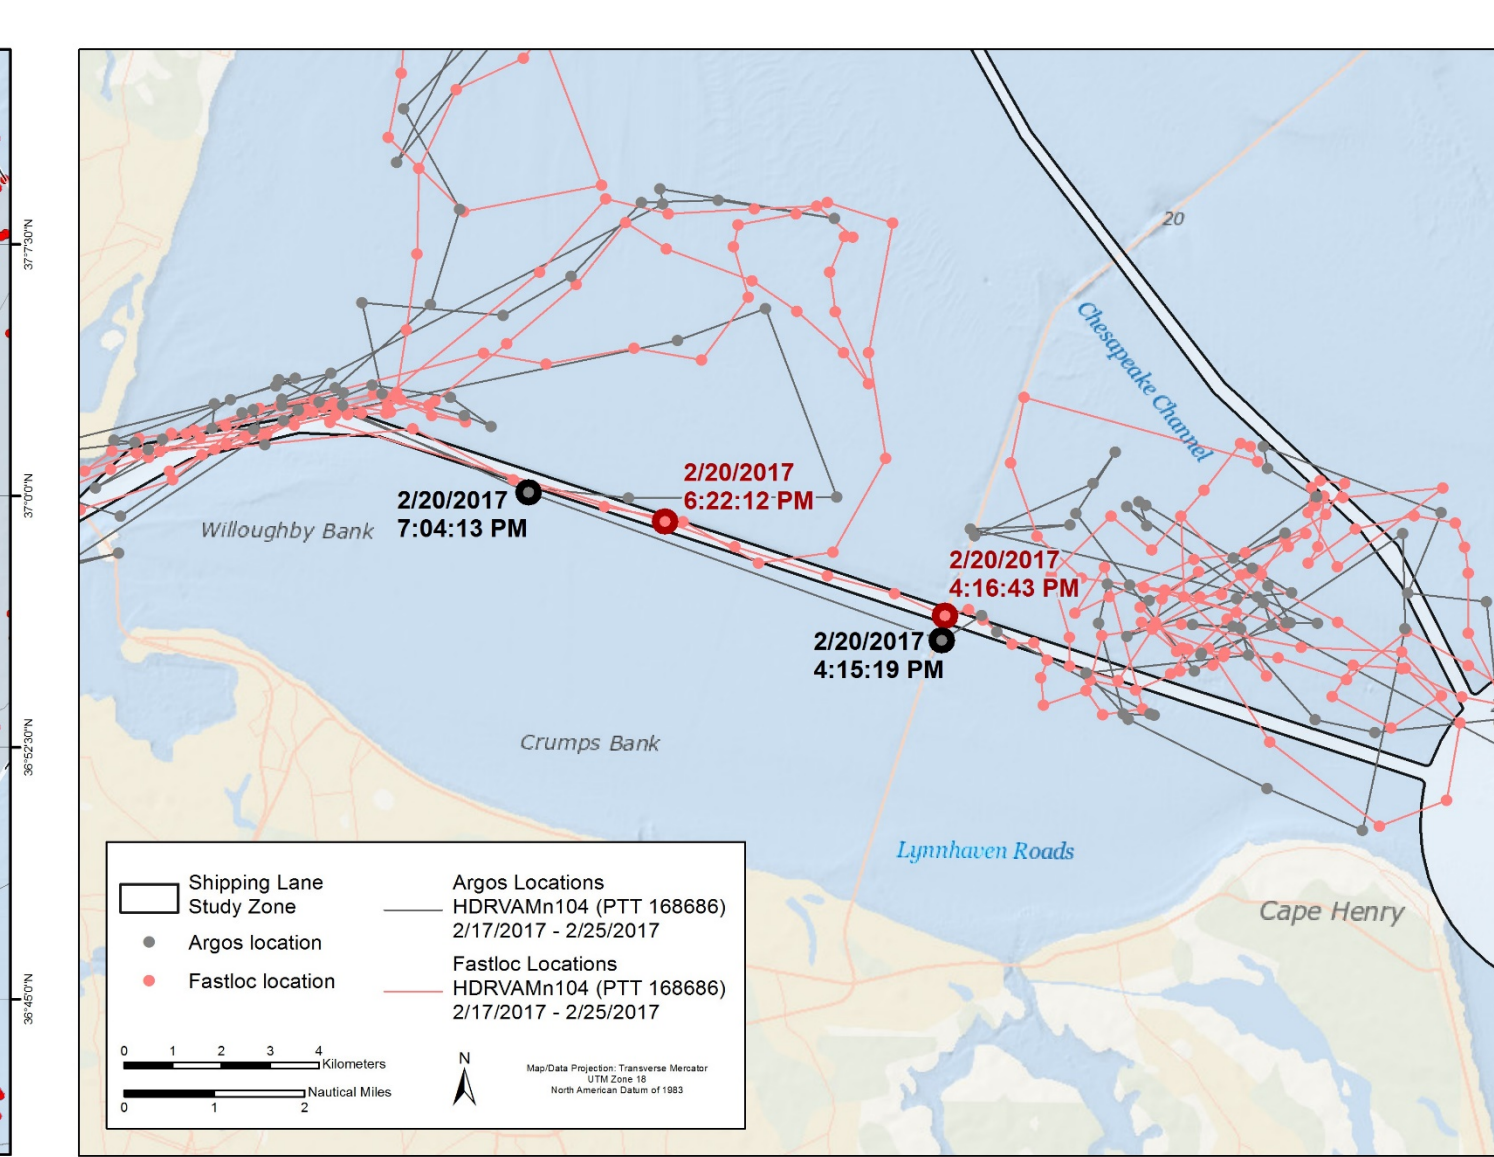 37°7'30"N
37°0'0"N
36°52'30"N
36°45'0"N
20
Chesapeake Channel
2/20/2017
6:22:12 PM
2/20/2017
7:04:13 PM
Willoughby Bank
2/20/2017
4:16:43 PM
2/20/2017
4:15:19 PM
Crumps Bank
Lynnhaven Roads
Cape Henry
Shipping Lane
Study Zone
Argos location
Fastloc location
Argos Locations
HDRVAMn104 (PTT 168686)
2/17/2017 - 2/25/2017
Fastloc Locations
HDRVAMn104 (PTT 168686)
2/17/2017 - 2/25/2017
0 1 2 3 4
Kilometers
Nautical Miles
0 1 2
N
Map/Data Projection: Transverse Mercator
UTM Zone 18
North American Datum of 1983